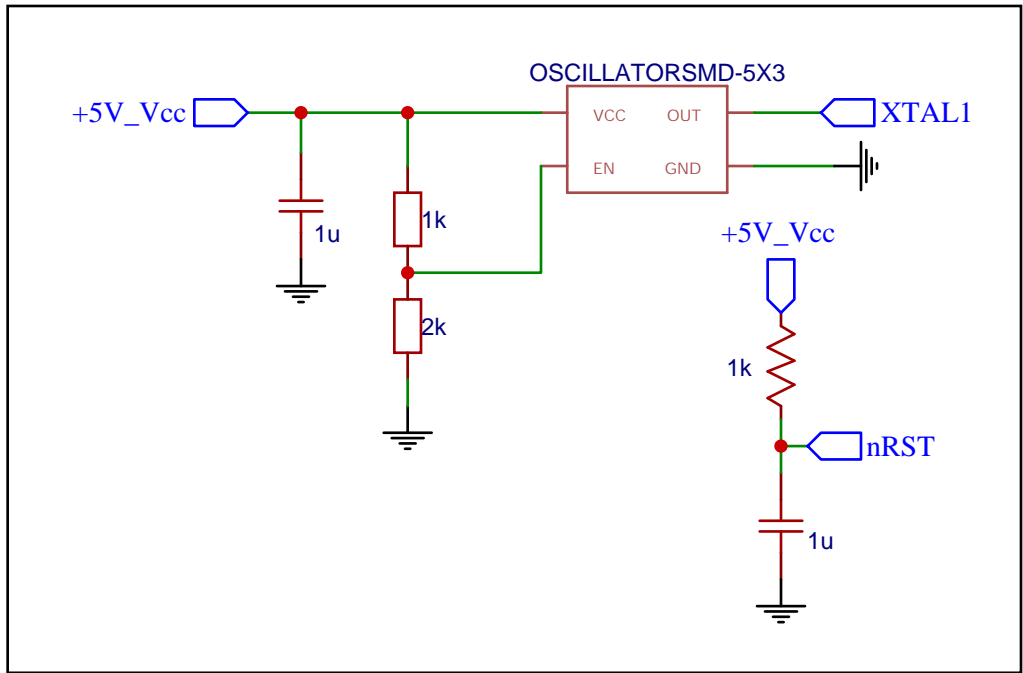 OSCILLATORSMD-5X3
+5V_Vcc
VCC OUT
XTAL1
EN GND
1u
1k
2k
+5V_Vcc
1k
nRST
1u